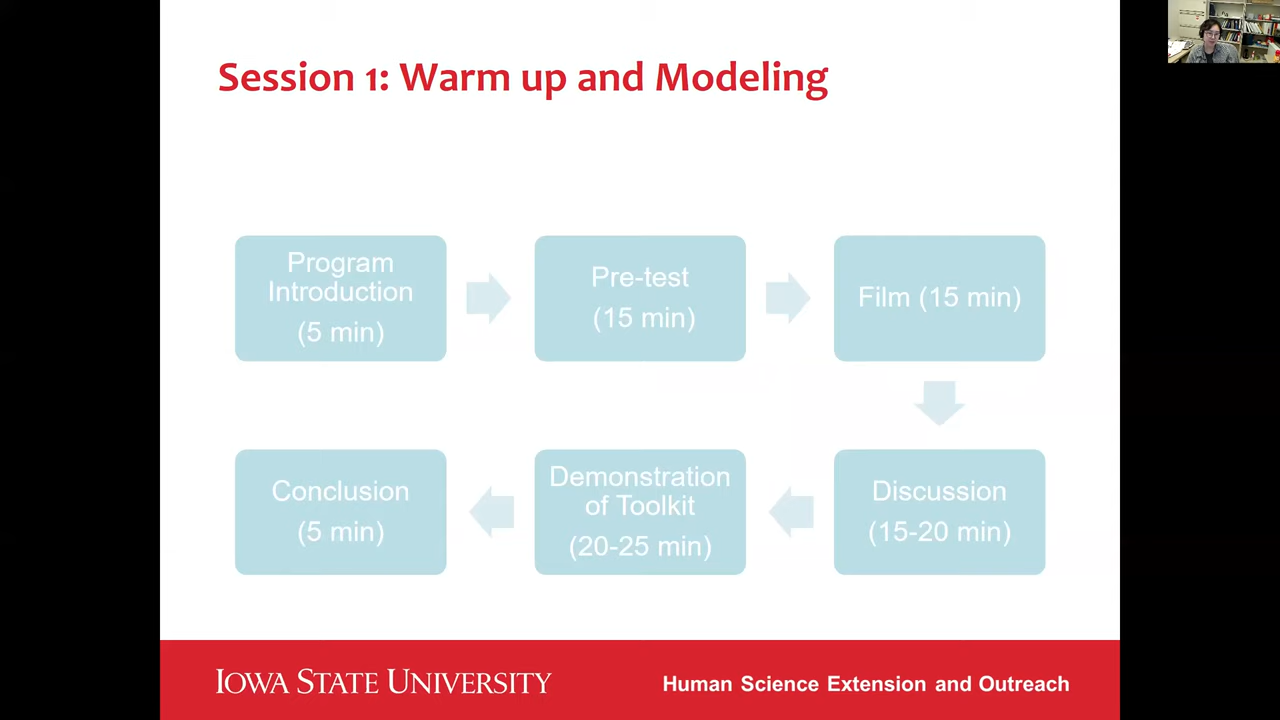 Session 1: Warm up and Modeling
Program
Introduction
(5 min)
Pre-test
(15 min)
Film (15 min)
Discussion
(15-20 min)
Demonstration
of Toolkit
(20-25 min)
Conclusion
(5 min)
IOWA STATE UNIVERSITY
Human Science Extension and Outreach